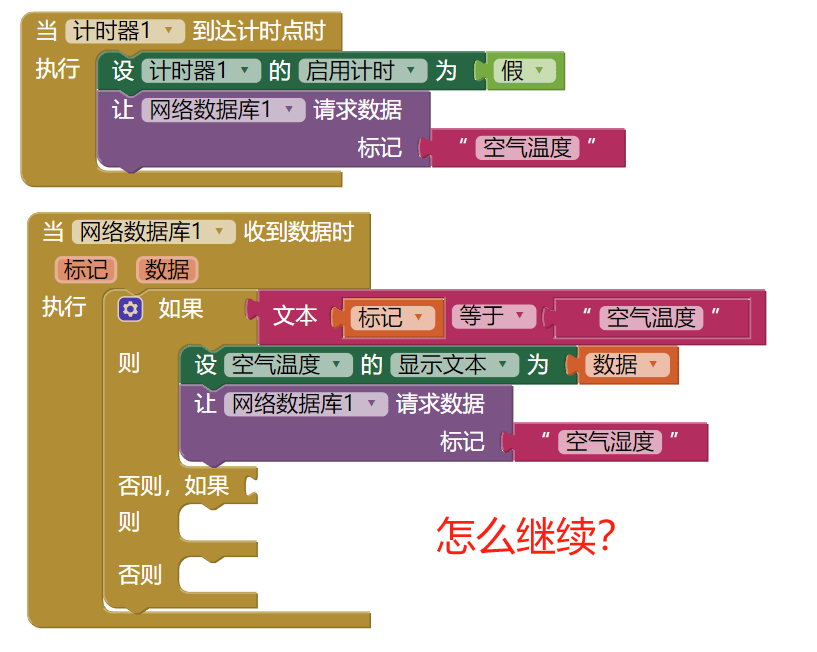 当 计时器1 到达计时点时
执行 设 计时器1 的 启用计时 为 假
让 网络数据库1 请求数据
标记 “ 空气温度 ”
当 网络数据库1 收到数据时
标记 数据
执行 如果 文本 标记 等于 “ 空气温度 ”
则 设 空气温度 的 显示文本 为 数据
让 网络数据库1 请求数据
标记 “ 空气湿度 ”
否则，如果
则
怎么继续?
否则